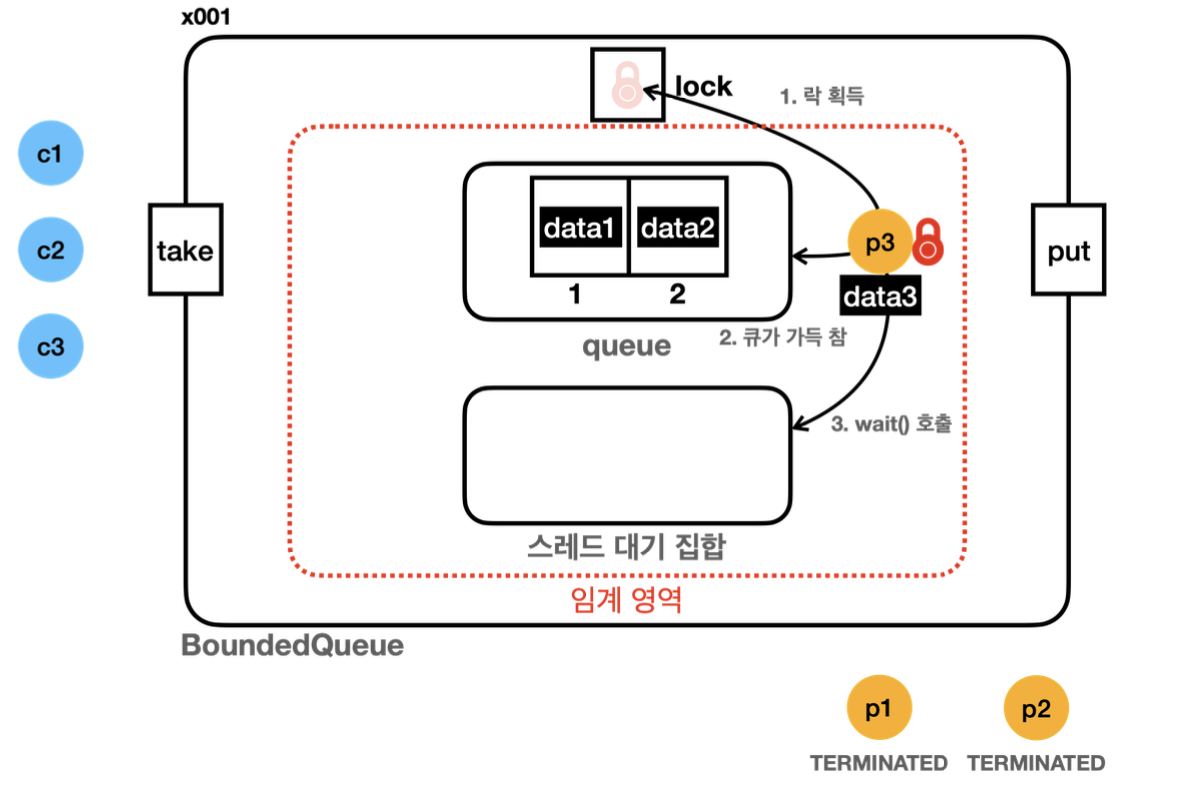 x001
lock
1. 락 획득
c1
c2
c3
take
data1
data2
1
2
queue
p3
data3
put
2. 큐가 가득 참
3. wait() 호출
스레드 대기 집합
임계 영역
BoundedQueue
p1
p2
TERMINATED
TERMINATED